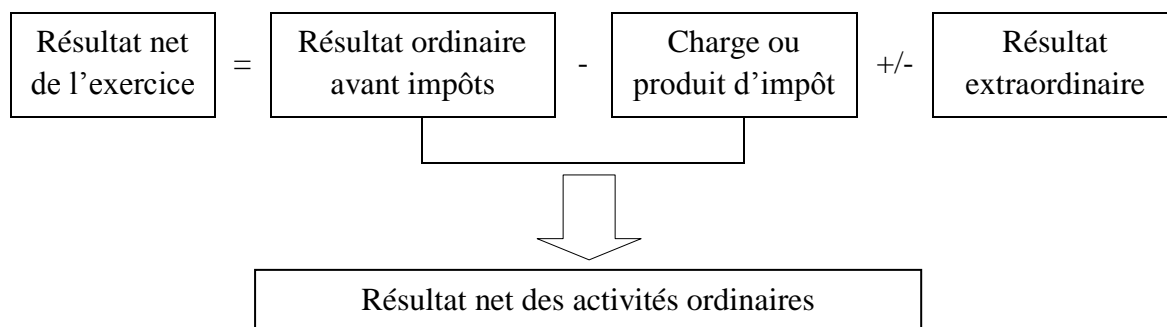 Résultat net
de l’exercice
=
Résultat ordinaire
avant impôts
-
Charge ou
produit d’impôt
+/-
Résultat
extraordinaire
Résultat net des activités ordinaires